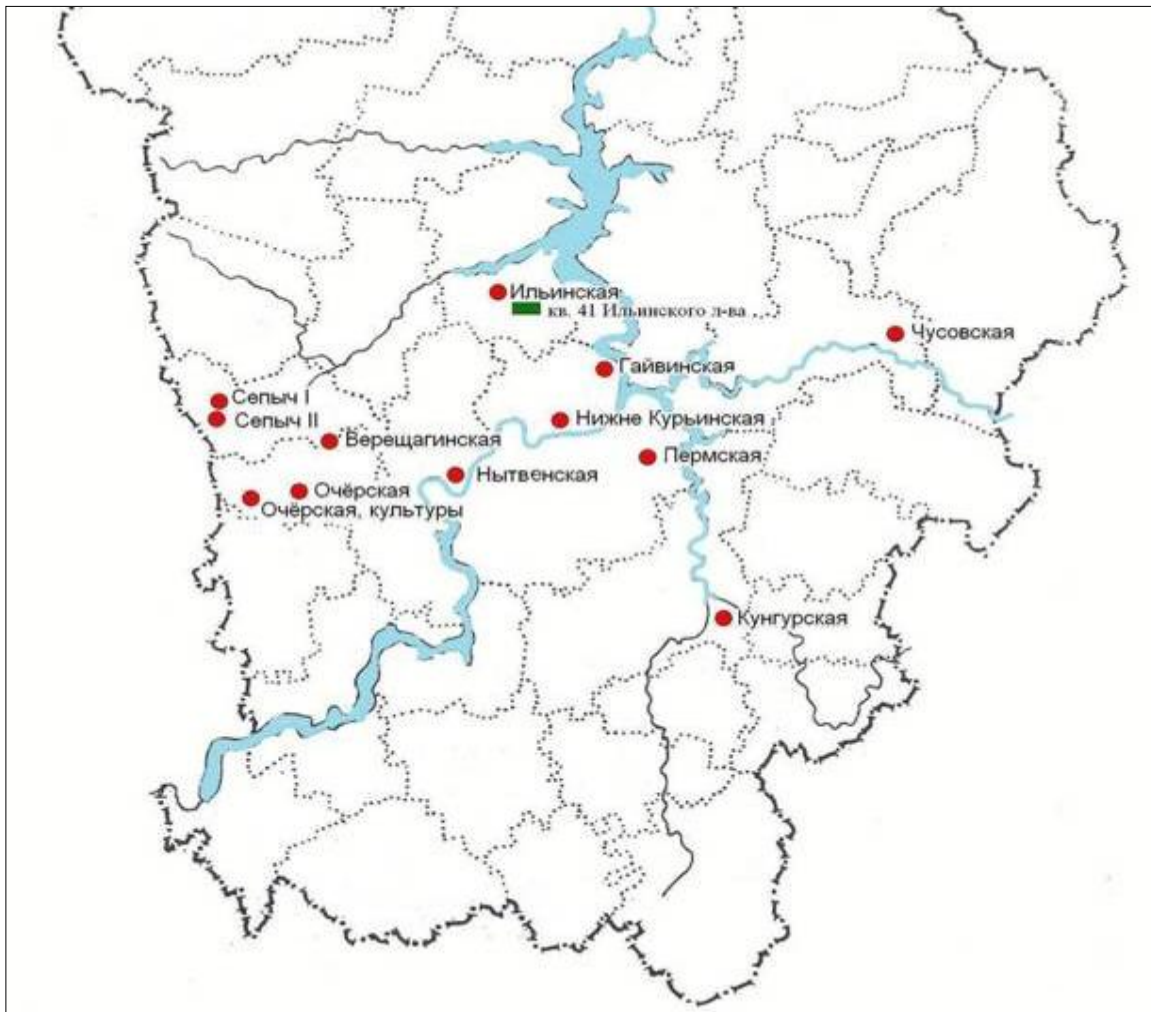 Ильинская
кв. 41 Ильинского л-ва
Чусовская
Гайвинская
Сепыч I
Сепыч II
Нижне Курьинская
Верещагинская
Пермская
Нытвенская
Очёрская
Очёрская, культуры
Кунгурская